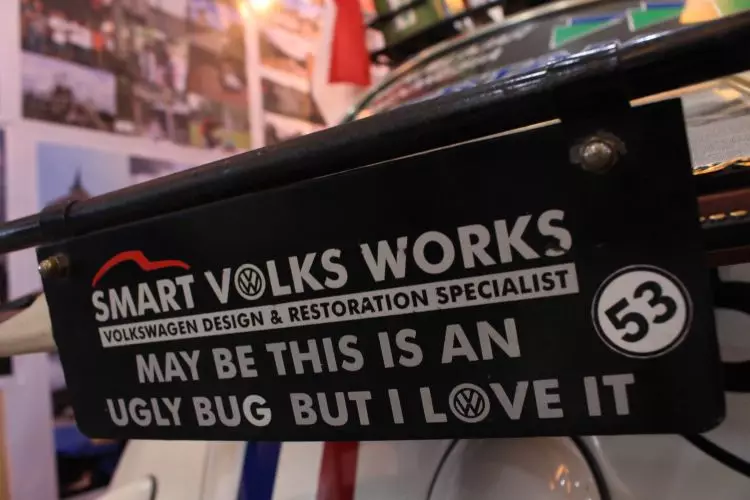 SMART VOLKS WORKS
VOLKSWAGEN DESIGN & RESTORATION SPECIALIST
53
MAY BE THIS IS AN
UGLY BUG BUT I LOVE IT